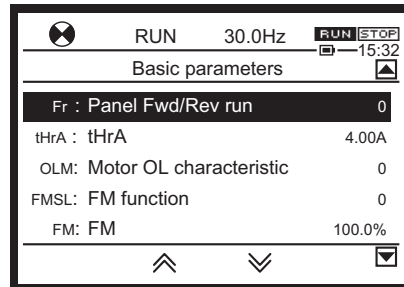 RUN 30.0Hz RUN STOP
15:32
Basic parameters
Fr : Panel Fwd/Rev run 0
tHrA : tHrA 4.00A
OLM: Motor OL characteristic 0
FMSL: FM function 0
FM: FM 100.0%